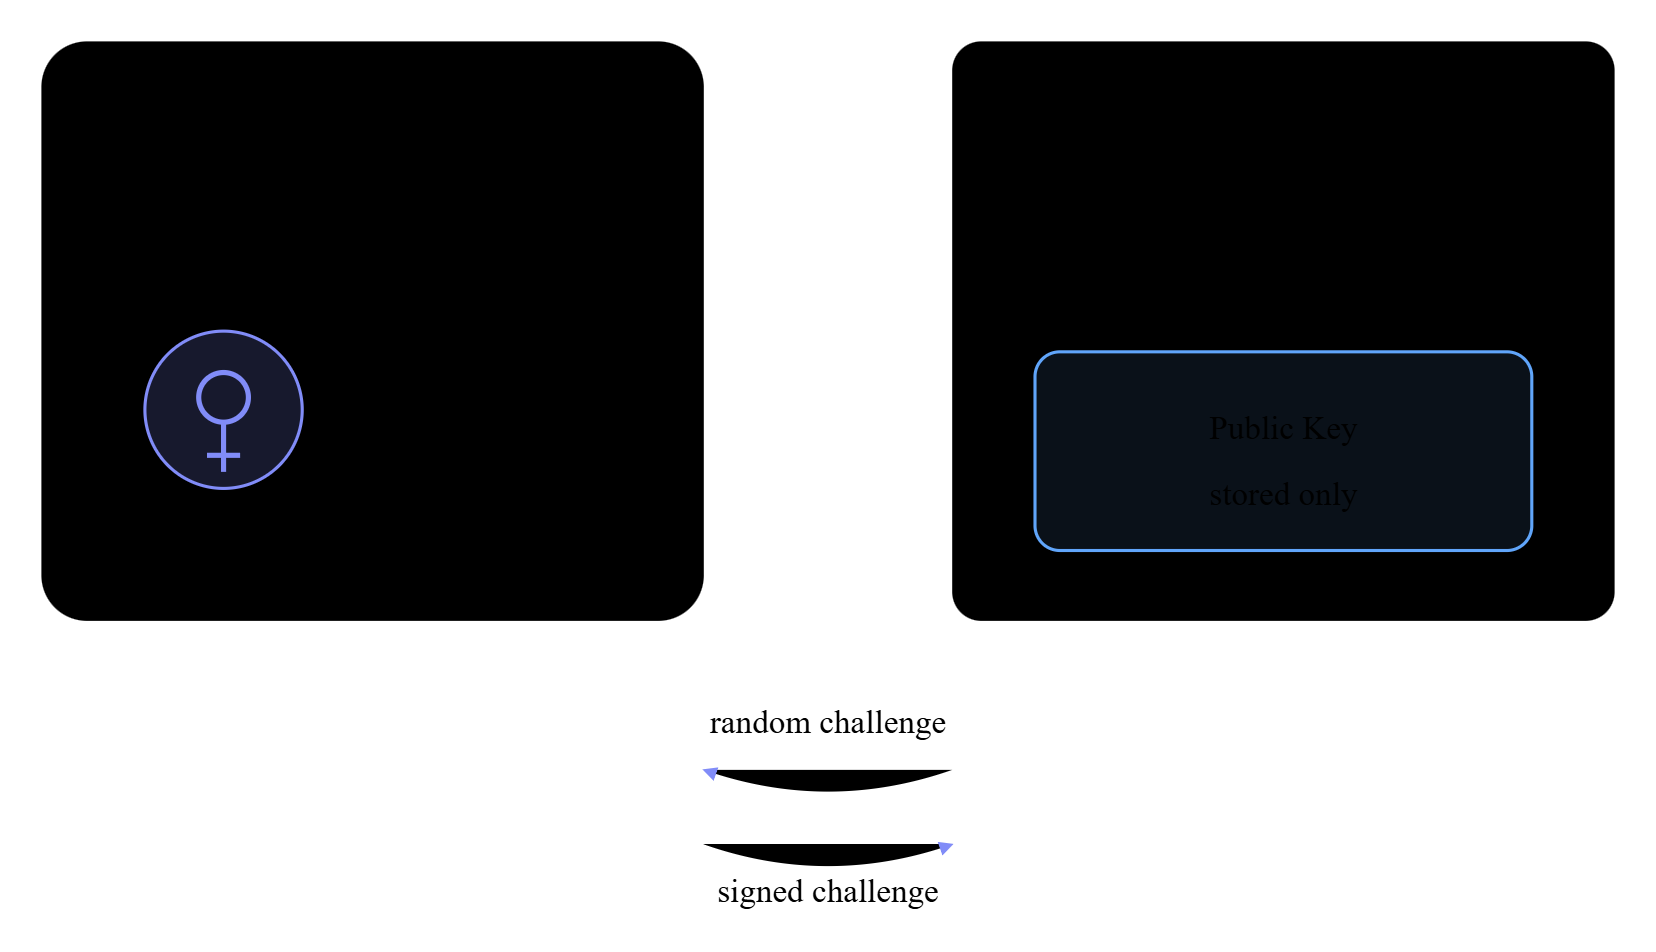 Public Key
stored only
random challenge
signed challenge